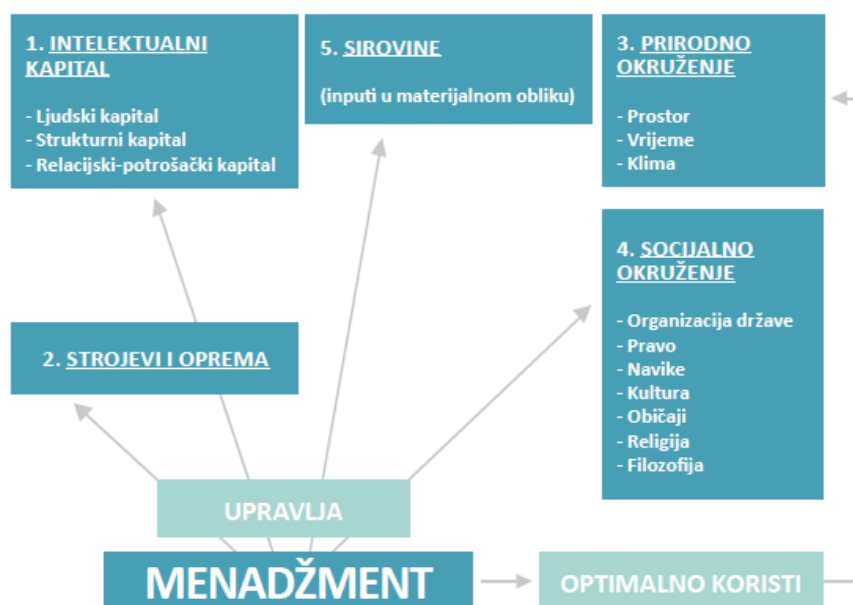 1. INTELEKTUALNI
KAPITAL
- Ljudski kapital
- Strukturni kapital
- Relacijski-potrošački kapital
5. SIROVINE
(inputi u materijalnom obliku)
3. PRIRODNO
OKRUŽENJE
- Prostor
- Vrijeme
- Klima
2. STROJEVI I OPREMA
4. SOCIJALNO
OKRUŽENJE
- Organizacija države
- Pravo
- Navike
- Kultura
- Običaji
- Religija
- Filozofija
UPRAVLJA
MENADŽMENT
OPTIMALNO KORISTI